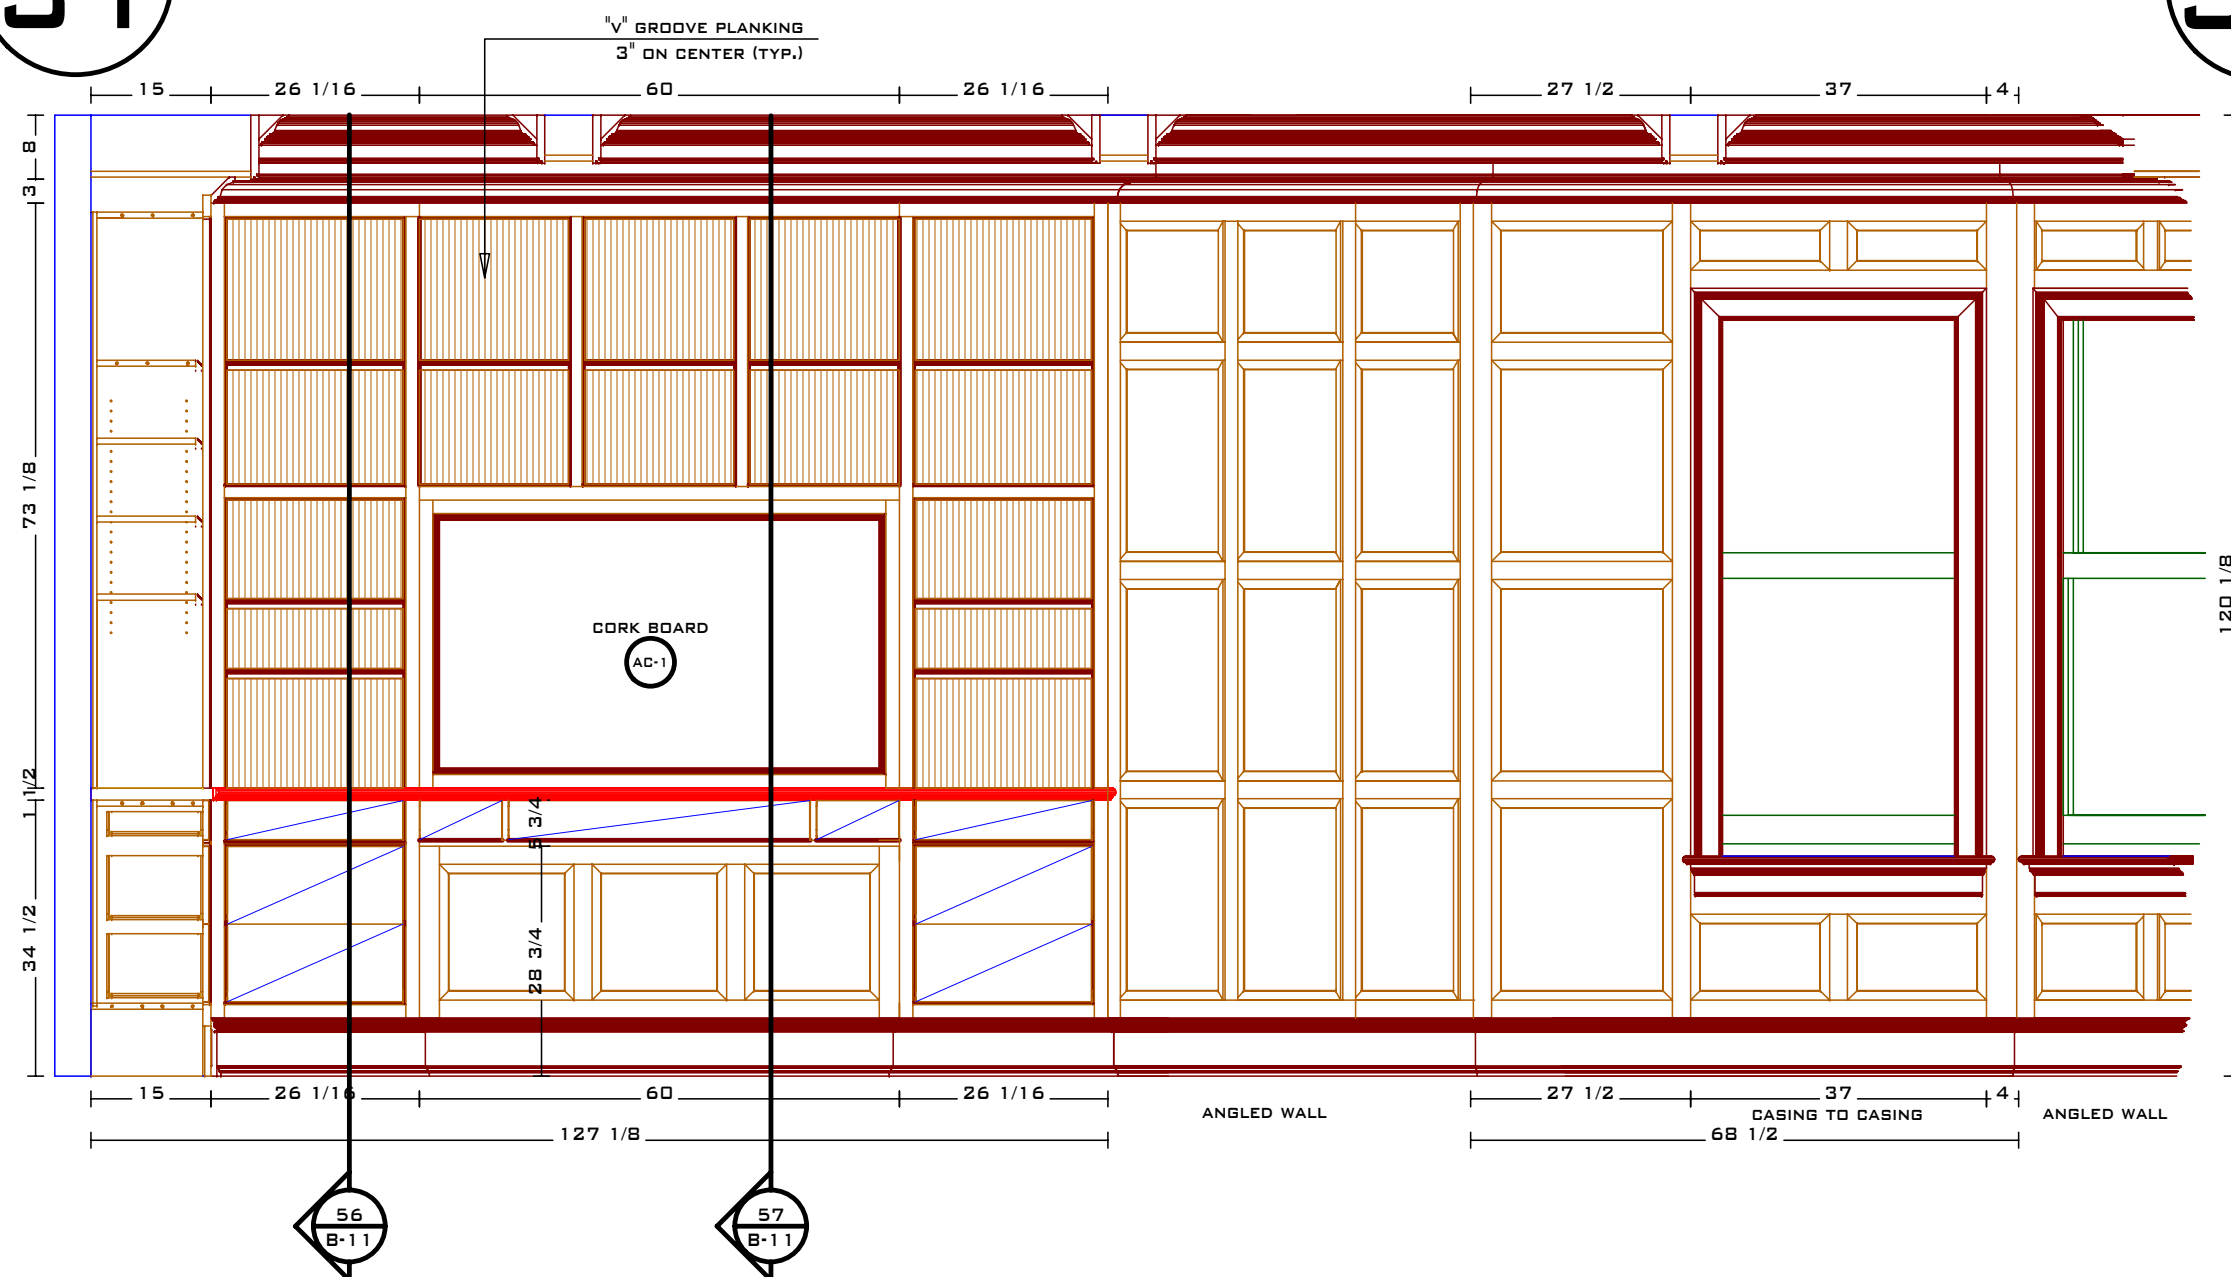 "V" GROOVE PLANKING
3" ON CENTER (TYP.)
15 26 1/16 60 26 1/16 27 1/2 37 4
8
3
73 1/8
1 1/2
34 1/2
120 1/8
CORK BOARD
AC-1
5 3/4
28 3/4
15 26 1/16 60 26 1/16 27 1/2 37 4
ANGLED WALL CASING TO CASING ANGLED WALL
127 1/8 68 1/2
56 57
B-11 B-11